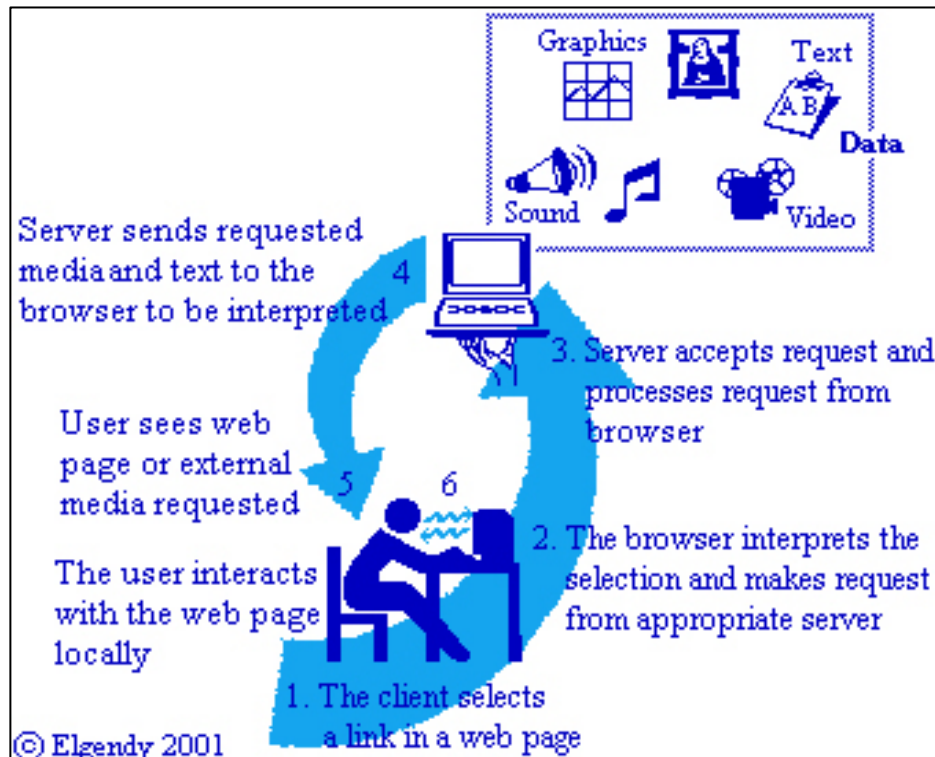 Graphics
Text
A B
Data
Sound
Video
Server sends requested
media and text to the
browser to be interpreted
4
3. Server accepts request and
processes request from
browser
User sees web
page or external
media requested
5
6
2. The browser interprets the
selection and makes request
from appropriate server
The user interacts
with the web page
locally
1. The client selects
a link in a web page
© Elgendy 2001